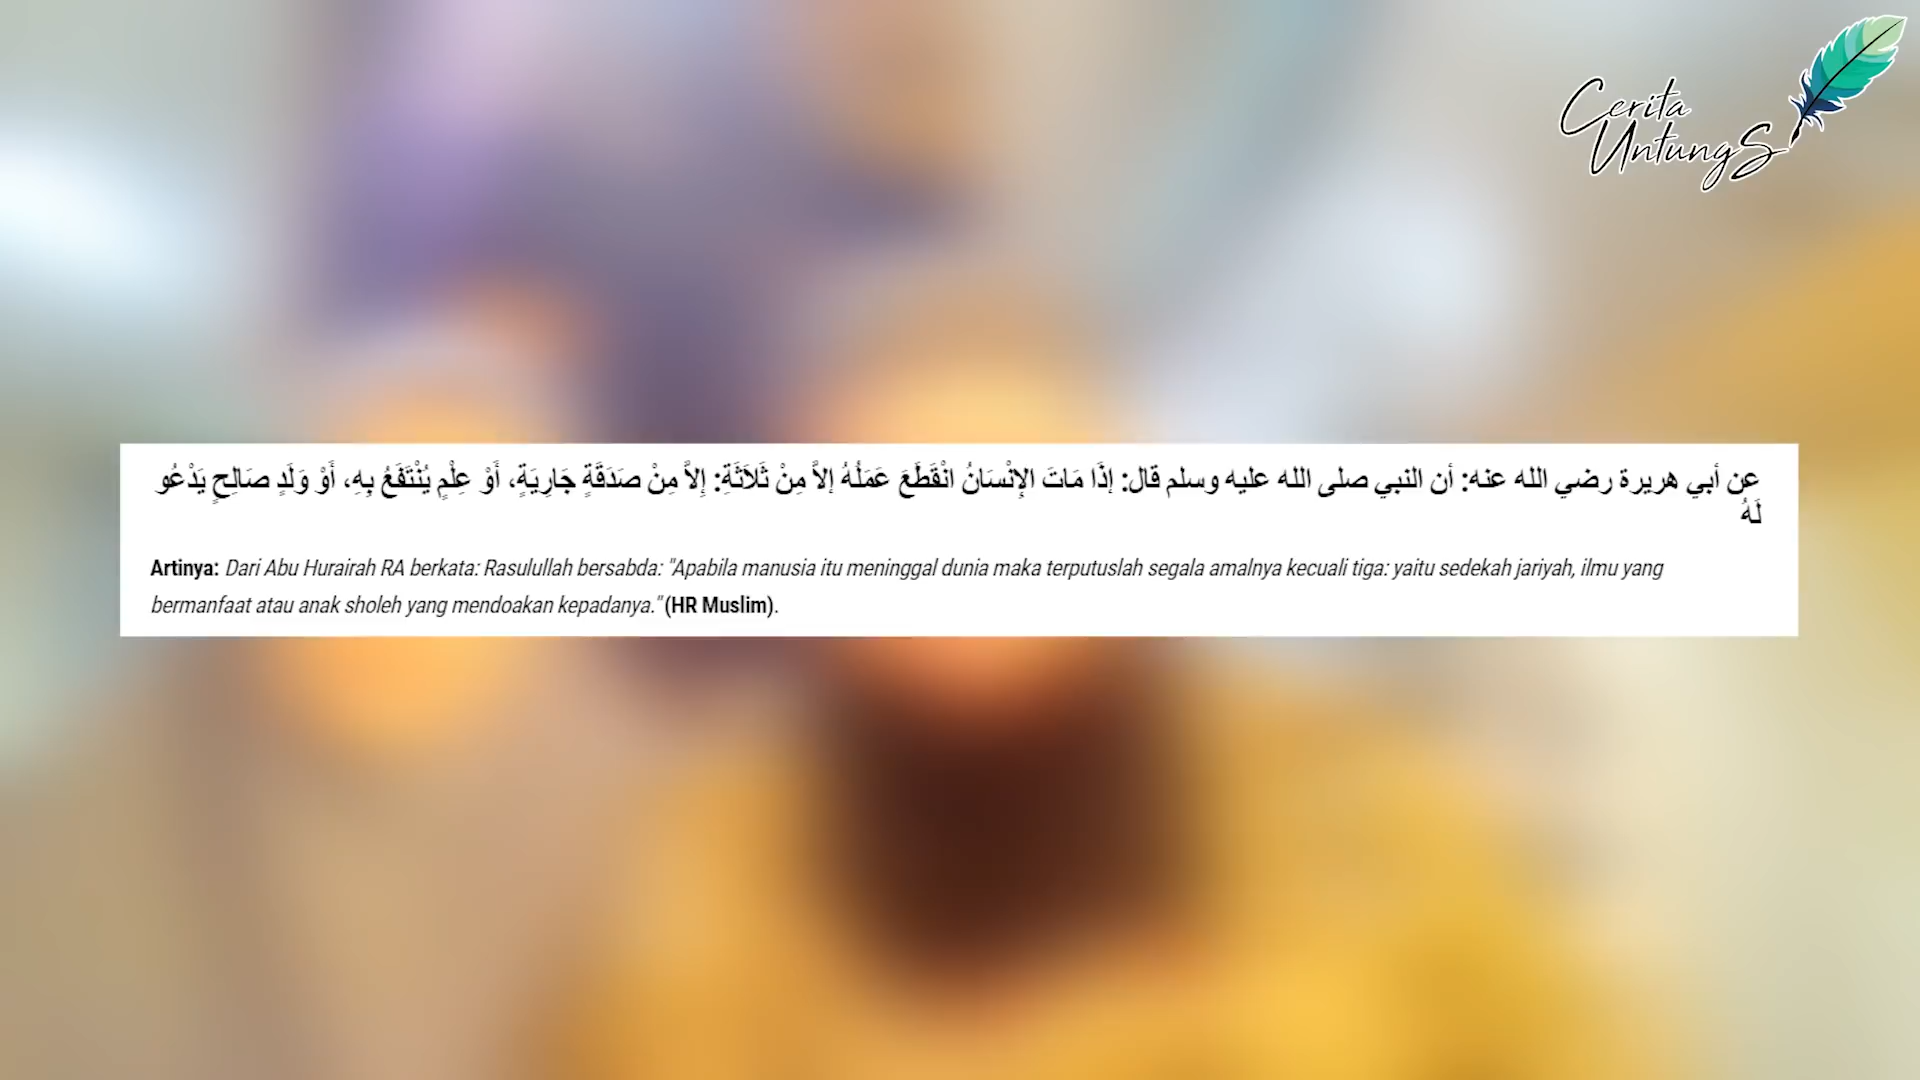 Cerita
UntungS
عن أبي هريرة رضي الله عنه: أن النبي صلى الله عليه وسلم قال: إِذَا مَاتَ الإِنْسَانُ انْقَطَعَ عَمَلُهُ إلاَّ مِنْ ثَلاَثَةِ: إِلاَّ مِنْ صَدَقَةٍ جَارِيَةٍ، أَوْ عِلْمٍ يُنْتَفَعُ بِهِ، أَوْ وَلَدٍ صَالِحٍ يَدْعُو
لَهُ
Artinya: Dari Abu Hurairah RA berkata: Rasulullah bersabda: "Apabila manusia itu meninggal dunia maka terputuslah segala amalnya kecuali tiga: yaitu sedekah jariyah, ilmu yang
bermanfaat atau anak sholeh yang mendoakan kepadanya." (HR Muslim).